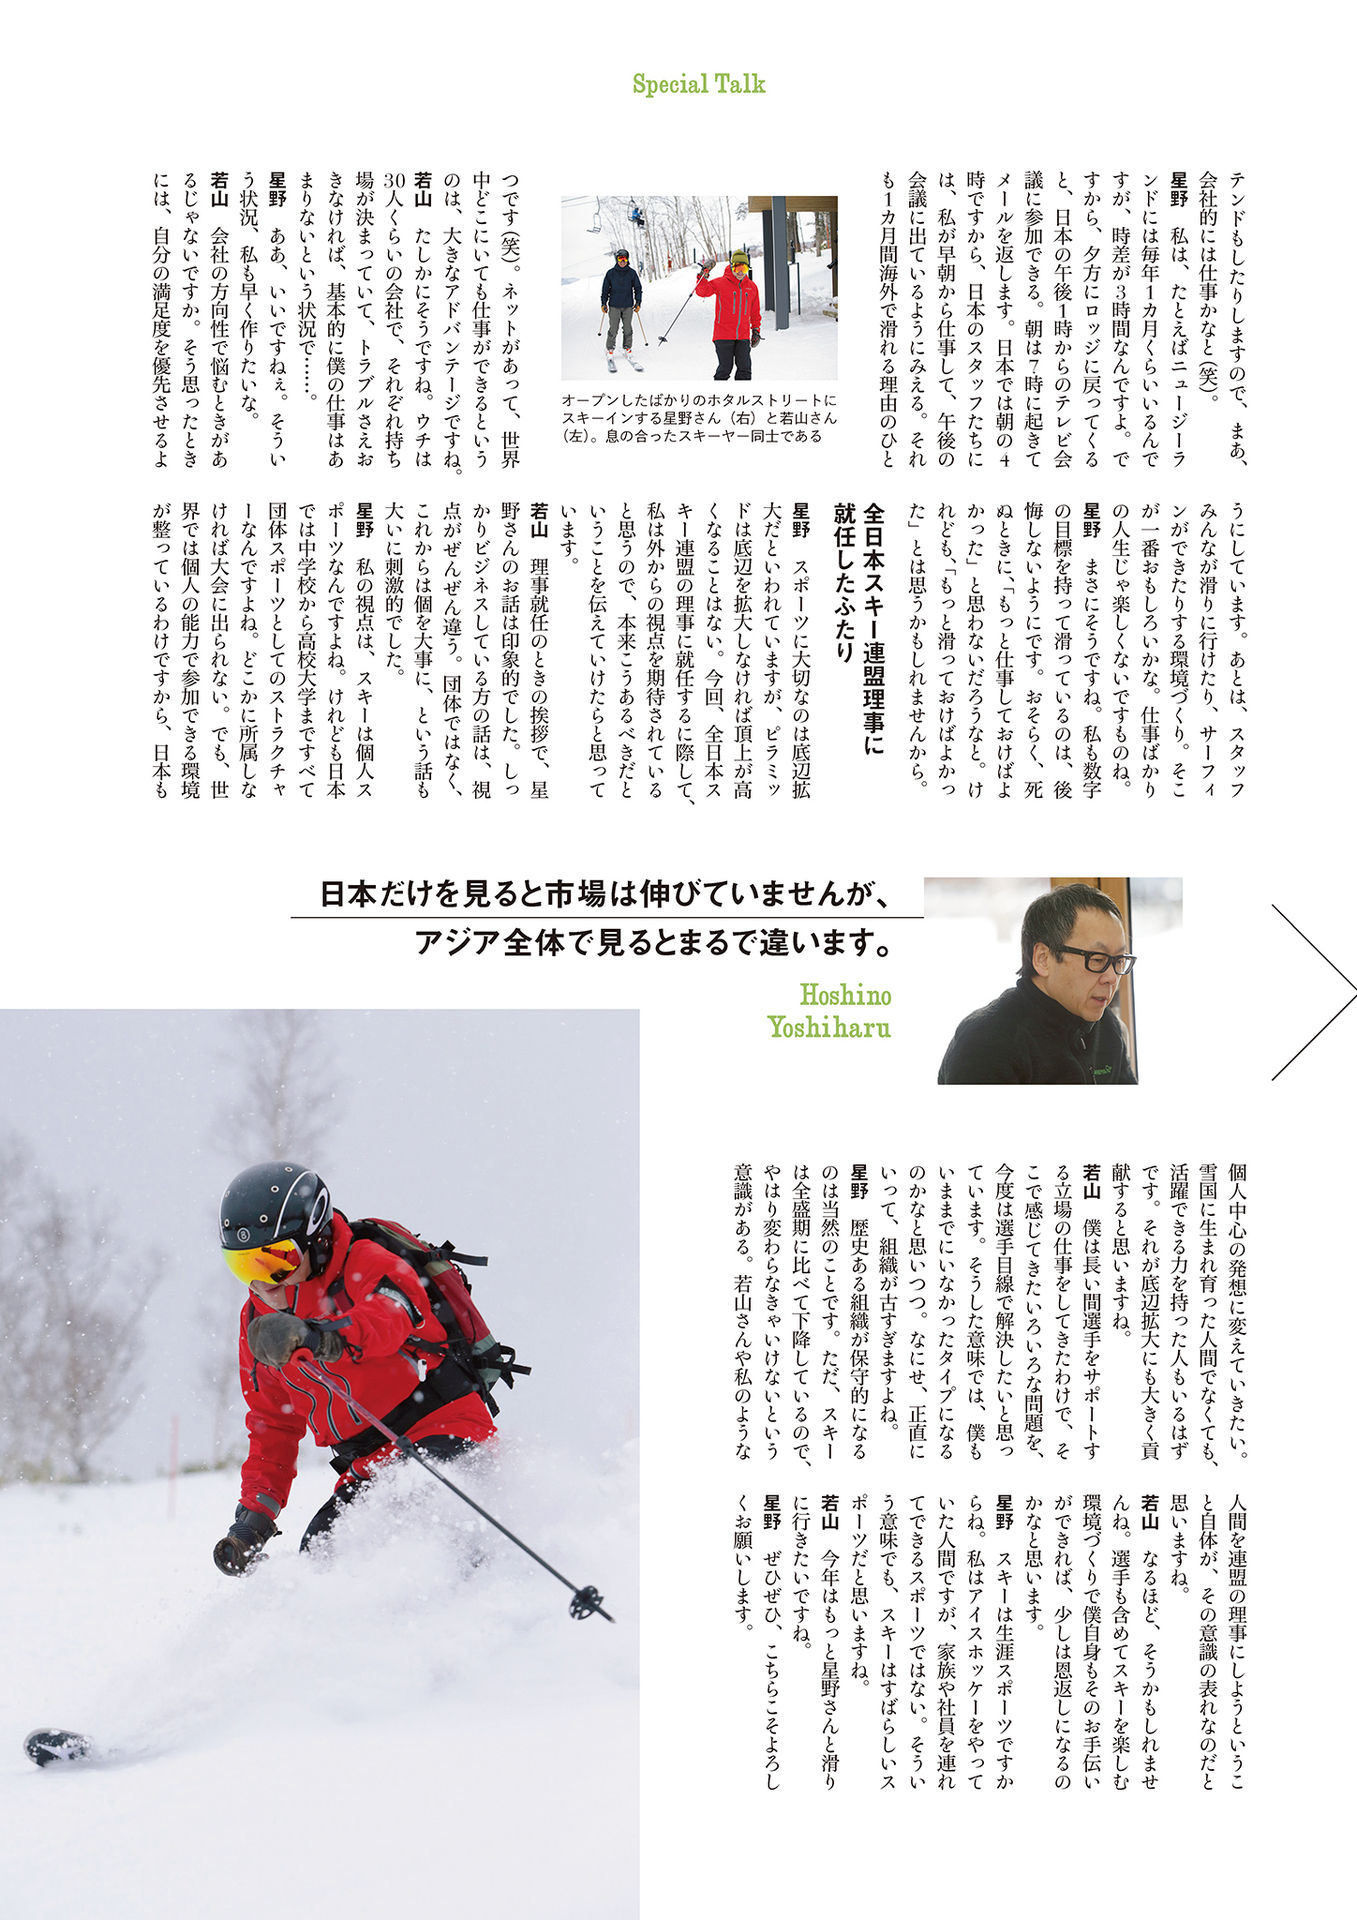 Special Talk
テンドもしたりしますので、まあ、
会社的には仕事かなと(笑)。
星野　私は、たとえばニュージーラ
ンドには毎年1カ月くらいいるんで
すが、時差が3時間なんですよ。で
すから、夕方にロッジに戻ってくる
と、日本の午後1時からのテレビ会
議に参加できる。朝は7時に起きて
メールを返します。日本では朝の4
時ですから、日本のスタッフたちに
は、私が早朝から仕事して、午後の
会議に出ているようにみえる。それ
も1カ月間海外で滑れる理由のひと
つです(笑)。ネットがあって、世界
中どこにいても仕事ができるという
のは、大きなアドバンテージですね。
若山　たしかにそうですね。ウチは
30人くらいの会社で、それぞれ持ち
場が決まっていて、トラブルさえお
きなければ、基本的に僕の仕事はあ
まりないという状況で……。
星野　ああ、いいですねぇ。そうい
う状況、私も早く作りたいな。
若山　会社の方向性で悩むときがあ
るじゃないですか。そう思ったとき
には、自分の満足度を優先させるよ
オープンしたばかりのホタルストリートに
スキーインする星野さん（右）と若山さん
（左）。息の合ったスキーヤー同士である
うにしています。あとは、スタッフ
みんなが滑りに行けたり、サーフィ
ンができたりする環境づくり。そこ
が一番おもしろいかな。仕事ばかり
の人生じゃ楽しくないですものね。
星野　まさにそうですね。私も数字
の目標を持って滑っているのは、後
悔しないようにです。おそらく、死
ぬときに、「もっと仕事しておけばよ
かった」と思わないだろうなと。け
れども、「もっと滑っておけばよかっ
た」とは思うかもしれませんから。
全日本スキー連盟理事に
就任したふたり
星野　スポーツに大切なのは底辺拡
大だといわれていますが、ピラミッ
ドは底辺を拡大しなければ頂上が高
くなることはない。今回、全日本ス
キー連盟の理事に就任するに際して、
私は外からの視点を期待されている
と思うので、本来こうあるべきだと
いうことを伝えていけたらと思って
います。
若山　理事就任のときの挨拶で、星
野さんのお話は印象的でした。しっ
かりビジネスしている方の話は、視
点がぜんぜん違う。団体ではなく、
これからは個を大事に、という話も
大いに刺激的でした。
星野　私の視点は、スキーは個人ス
ポーツなんですよね。けれども日本
では中学校から高校大学まですべて
団体スポーツとしてのストラクチャ
ーなんですよね。どこかに所属しな
ければ大会に出られない。でも、世
界では個人の能力で参加できる環境
が整っているわけですから、日本も
日本だけを見ると市場は伸びていませんが、
アジア全体で見るとまるで違います。
Hoshino
Yoshiharu
個人中心の発想に変えていきたい。
雪国に生まれ育った人間でなくても、
活躍できる力を持った人もいるはず
です。それが底辺拡大にも大きく貢
献すると思いますね。
若山　僕は長い間選手をサポートす
る立場の仕事をしてきたわけで、そ
こで感じてきたいろいろな問題を、
今度は選手目線で解決したいと思っ
ています。そうした意味では、僕も
いままでにいなかったタイプになる
のかなと思いつつ。なにせ、正直に
いって、組織が古すぎますよね。
星野　歴史ある組織が保守的になる
のは当然のことです。ただ、スキー
は全盛期に比べて下降しているので、
やはり変わらなきゃいけないという
意識がある。若山さんや私のような
人間を連盟の理事にしようというこ
と自体が、その意識の表れなのだと
思いますね。
若山　なるほど、そうかもしれませ
んね。選手も含めてスキーを楽しむ
環境づくりで僕自身もそのお手伝い
ができれば、少しは恩返しになるの
かなと思います。
星野　スキーは生涯スポーツですか
らね。私はアイスホッケーをやって
いた人間ですが、家族や社員を連れ
てできるスポーツではない。そうい
う意味でも、スキーはすばらしいス
ポーツだと思いますね。
若山　今年はもっと星野さんと滑り
に行きたいですね。
星野　ぜひぜひ、こちらこそよろし
くお願いします。